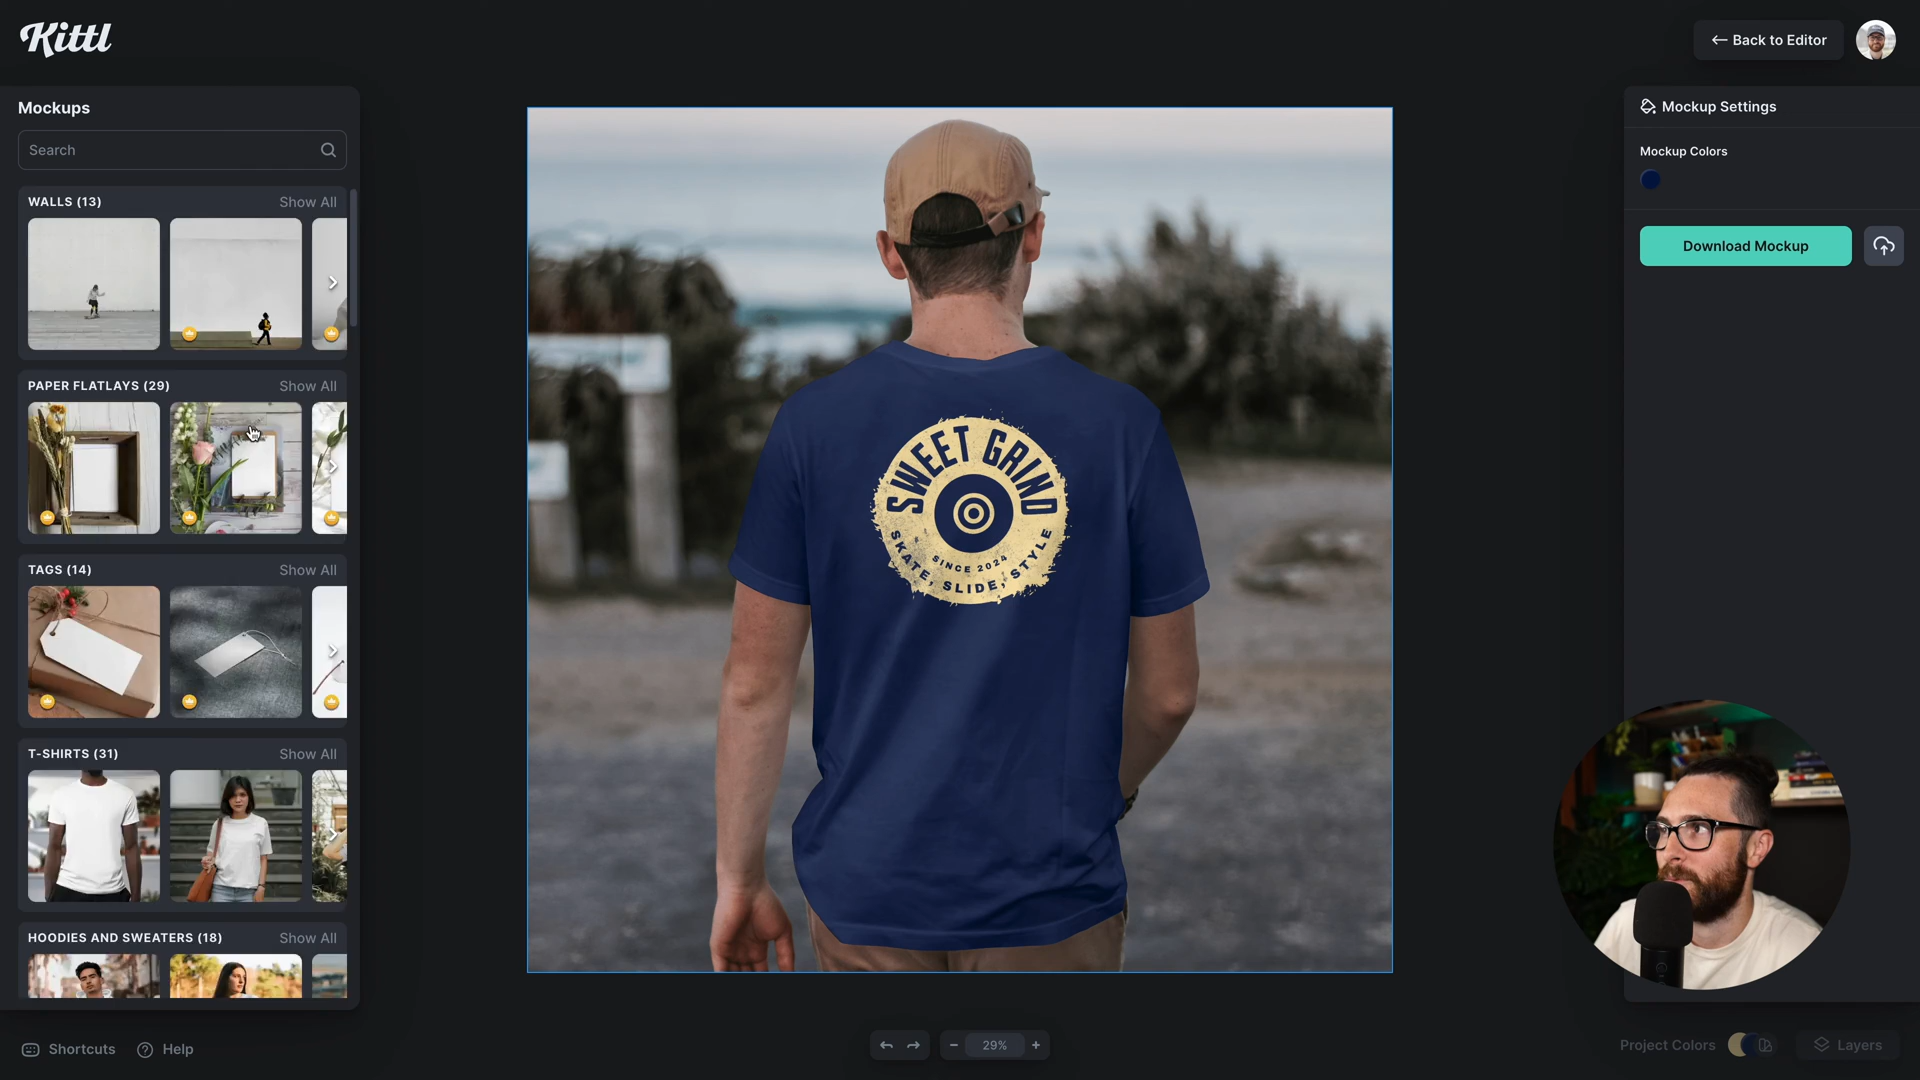 Kittl
Back to Editor
Mockups
Search
WALLS (13)
Show All
PAPER FLATLAYS (29)
Show All
TAGS (14)
Show All
T-SHIRTS (31)
Show All
HOODIES AND SWEATERS (18)
Show All
SWEET GRIND
SINCE 2024
SKATE, SLIDE, STYLE
Mockup Settings
Mockup Colors
Download Mockup
Shortcuts
Help
29%
Project Colors
Layers